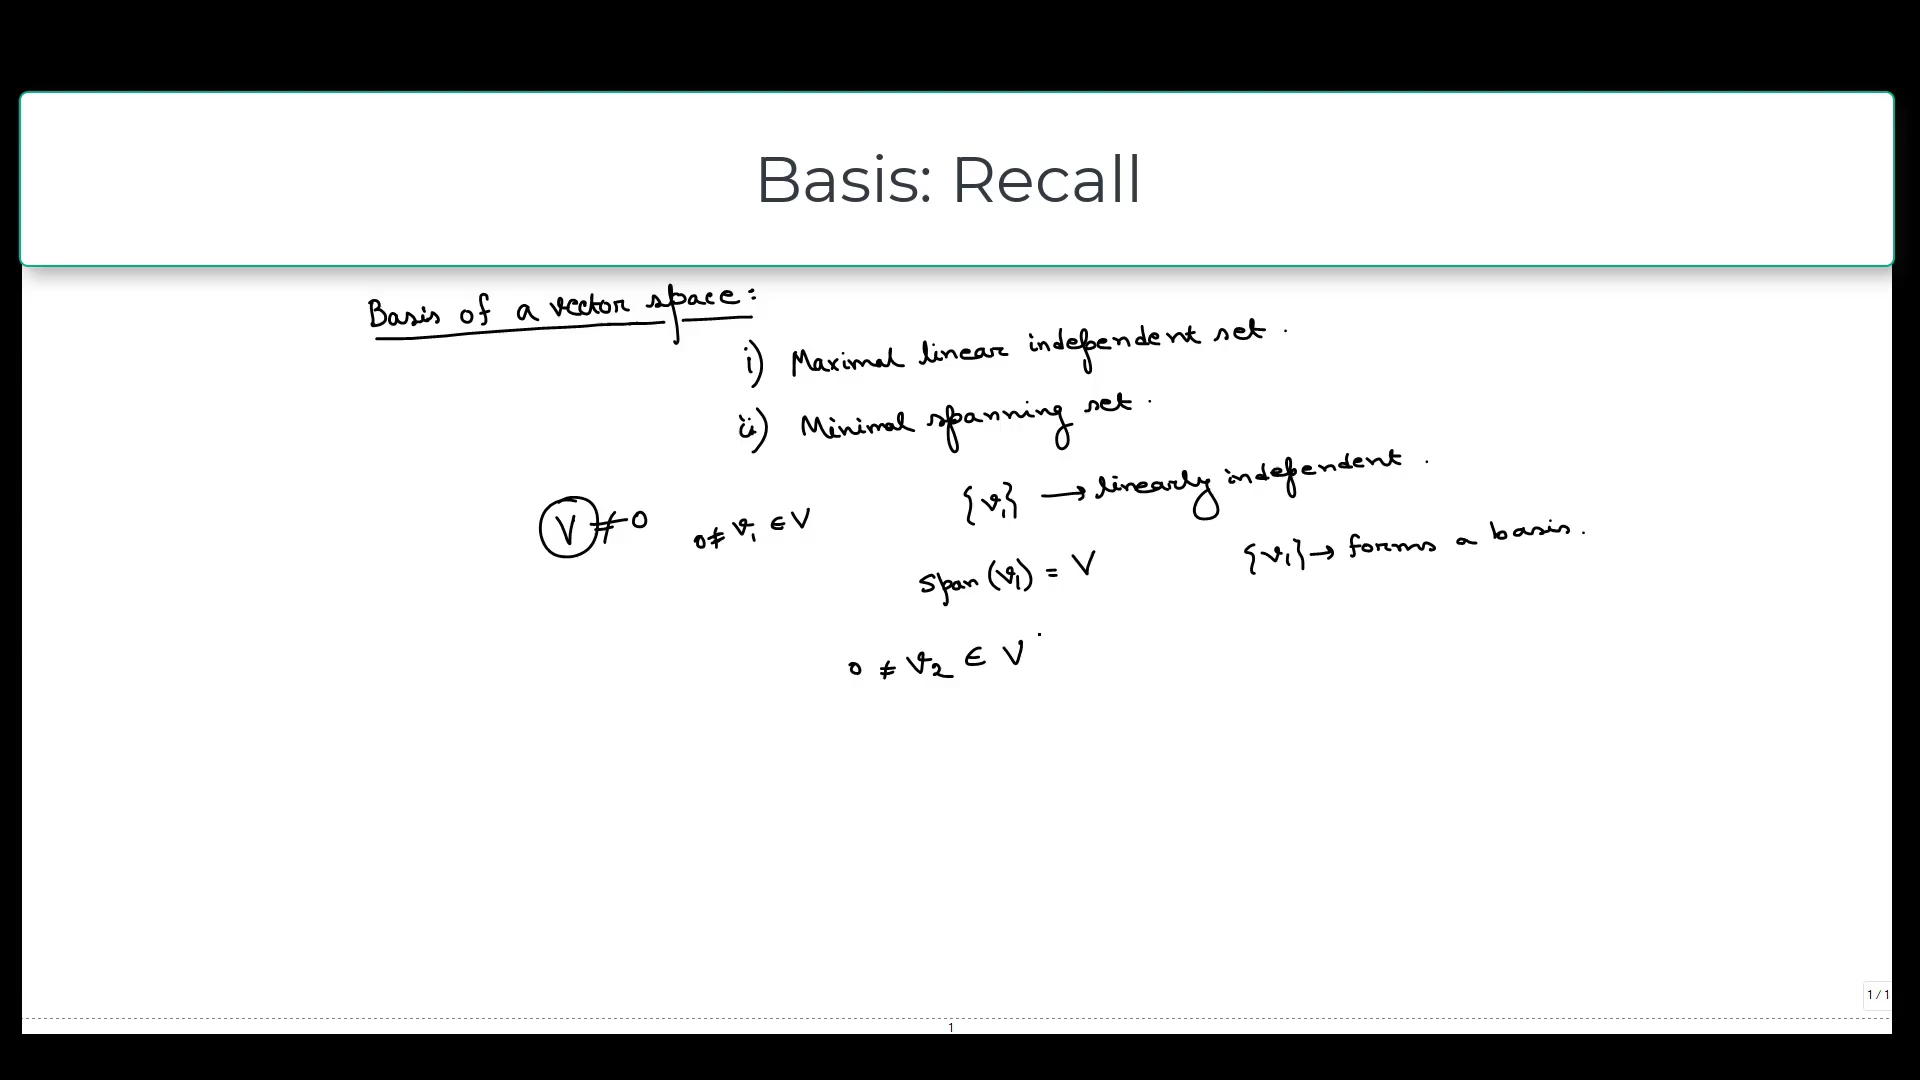 Basis: Recall
Basis of a vector space:
i) Maximal linear independent set.
ii) Minimal spanning set.
V ≠ 0 0 ≠ v₁ ∈ V {v₁} → linearly independent.
span (v₁) = V {v₁} → forms a basis.
0 ≠ v₂ ∈ V
1 / 1
1